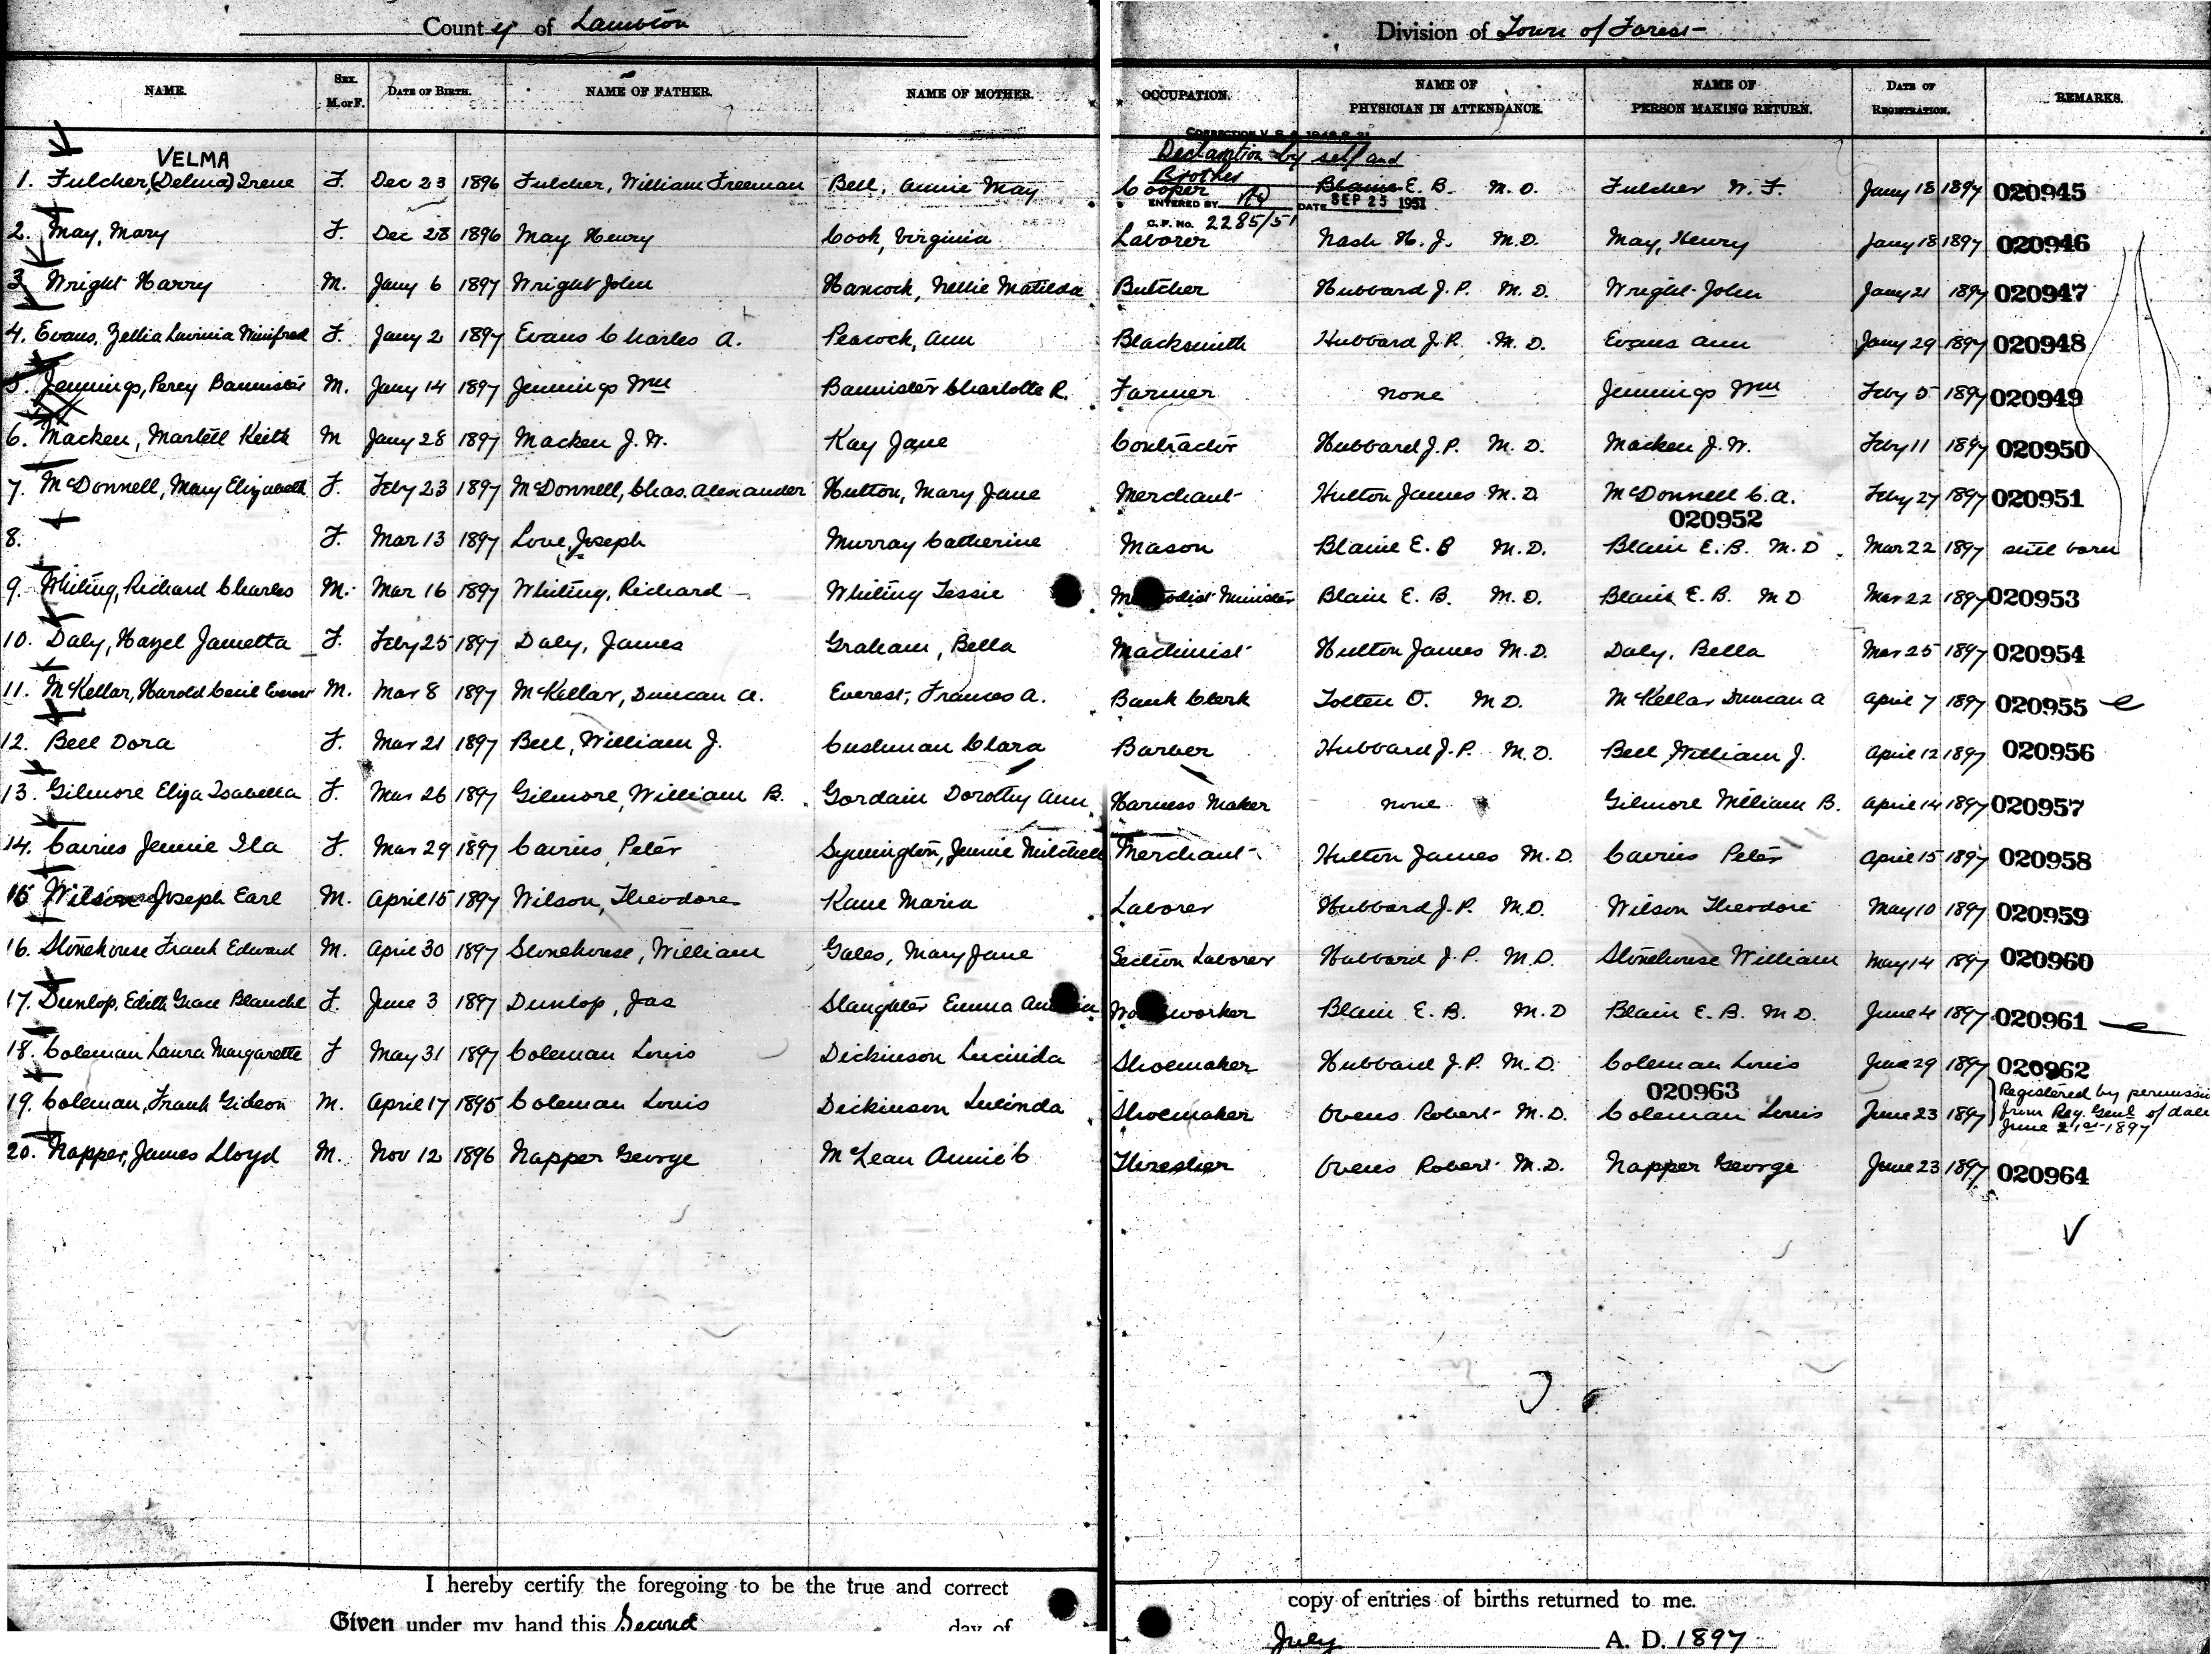 County of Lambton Division of Town of Forest
NAME. SEX. M. or F. DATE OF BIRTH. NAME OF FATHER. NAME OF MOTHER. OCCUPATION. NAME OF PHYSICIAN IN ATTENDANCE. NAME OF PERSON MAKING RETURN. DATE OF REGISTRATION. REMARKS.
Declaration by self and
Brother
VELMA
1. Fulcher, (Delma) Irene F. Dec 23 1896 Fulcher, William Freeman Bell, Annie May Cooper Blaine E. B. M.D. Fulcher W. F. Jany 18 1897 020945
ENTERED BY DATE SEP 25 1951
C.F. No. 2285/51
2. May, Mary F. Dec 28 1896 May Henry Cook, Virginia Laborer Nash H. J. M.D. May, Henry Jany 18 1897 020946
3. Wright Harry M. Jany 6 1897 Wright John Hancock, Nellie Matilda Butcher Hubbard J. P. M.D. Wright John Jany 21 1897 020947
4. Evans, Zellia Lavinia Winifred F. Jany 2 1897 Evans Charles A. Peacock, Ann Blacksmith Hubbard J. P. M.D. Evans Ann Jany 29 1897 020948
5. Jennings, Percy Bannister M. Jany 14 1897 Jennings Wm Bannister Charlotte R. Farmer none Jennings Wm Feby 5 1897 020949
6. Macken, Martell Keith M Jany 28 1897 Macken J. W. Kay Jane Contractor Hubbard J. P. M.D. Macken J. W. Feby 11 1897 020950
7. McDonnell, Mary Elizabeth F. Feby 23 1897 McDonnell, Chas. Alexander Hutton, Mary Jane Merchant Hutton James M.D. McDonnell C. A. Feby 27 1897 020951
020952
8. F. Mar 13 1897 Love, Joseph Murray Catherine Mason Blaine E. B M.D. Blain E. B. M.D. Mar 22 1897 still born
9. Whiting, Richard Charles M. Mar 16 1897 Whiting, Richard Whiting Tessie Minister Blain E. B. M.D. Blain E. B. M D Mar 22 1897 020953
10. Daly, Hazel Jametta F. Feby 25 1897 Daly, James Graham, Bella Machinist Hutton James M.D. Daly, Bella Mar 25 1897 020954
11. McKellar, Harold Cecil M. Mar 8 1897 McKellar, Duncan A. Everest, Frances A. Bank Clerk Totten O. M.D. McKellar Duncan A April 7 1897 020955
12. Bell Dora F. Mar 21 1897 Bell, William J. Cushman Clara Barber Hubbard J. P. M.D. Bell William J. April 12 1897 020956
13. Gilmore Eliza Isabella F. Mar 26 1897 Gilmore, William B. Gordain Dorothy Ann Harness Maker none Gilmore William B. April 14 1897 020957
14. Cairns Jennie Ila F. Mar 29 1897 Cairns, Peter Symington, Jennie Mitchell Merchant Hutton James M.D. Cairns Peter April 15 1897 020958
15 Wilson Joseph Earl M. April 15 1897 Wilson, Theodore Kane Maria Laborer Hubbard J. P. M.D. Wilson Theodore May 10 1897 020959
16. Stonehouse Frank Edward M. April 30 1897 Stonehouse, William Gales, Mary Jane Section Laborer Hubbard J. P. M.D. Stonehouse William May 14 1897 020960
17. Dunlop, Edith Grace Blanche F. June 3 1897 Dunlop, Jas Slaughter Emma Blain E. B. M.D Blain E. B. M.D. June 4 1897 020961
18. Coleman Laura Margarette F May 31 1897 Coleman Louis Dickinson Lucinda Shoemaker Hubbard J. P. M.D. Coleman Louis June 29 1897 020962
020963
19. Coleman, Frank Gideon M. April 17 1895 Coleman Louis Dickinson Lucinda Shoemaker Ovens Robert M.D. Coleman Louis June 23 1897 Registered by
from Reg. Genl of date
June 21st 1897
20. Napper, James Lloyd M. Nov 12 1896 Napper George McLean Annie C Thresher Ovens Robert M.D. Napper George June 23 1897 020964
I hereby certify the foregoing to be the true and correct copy of entries of births returned to me.
Given under my hand this Second day of July A. D. 1897